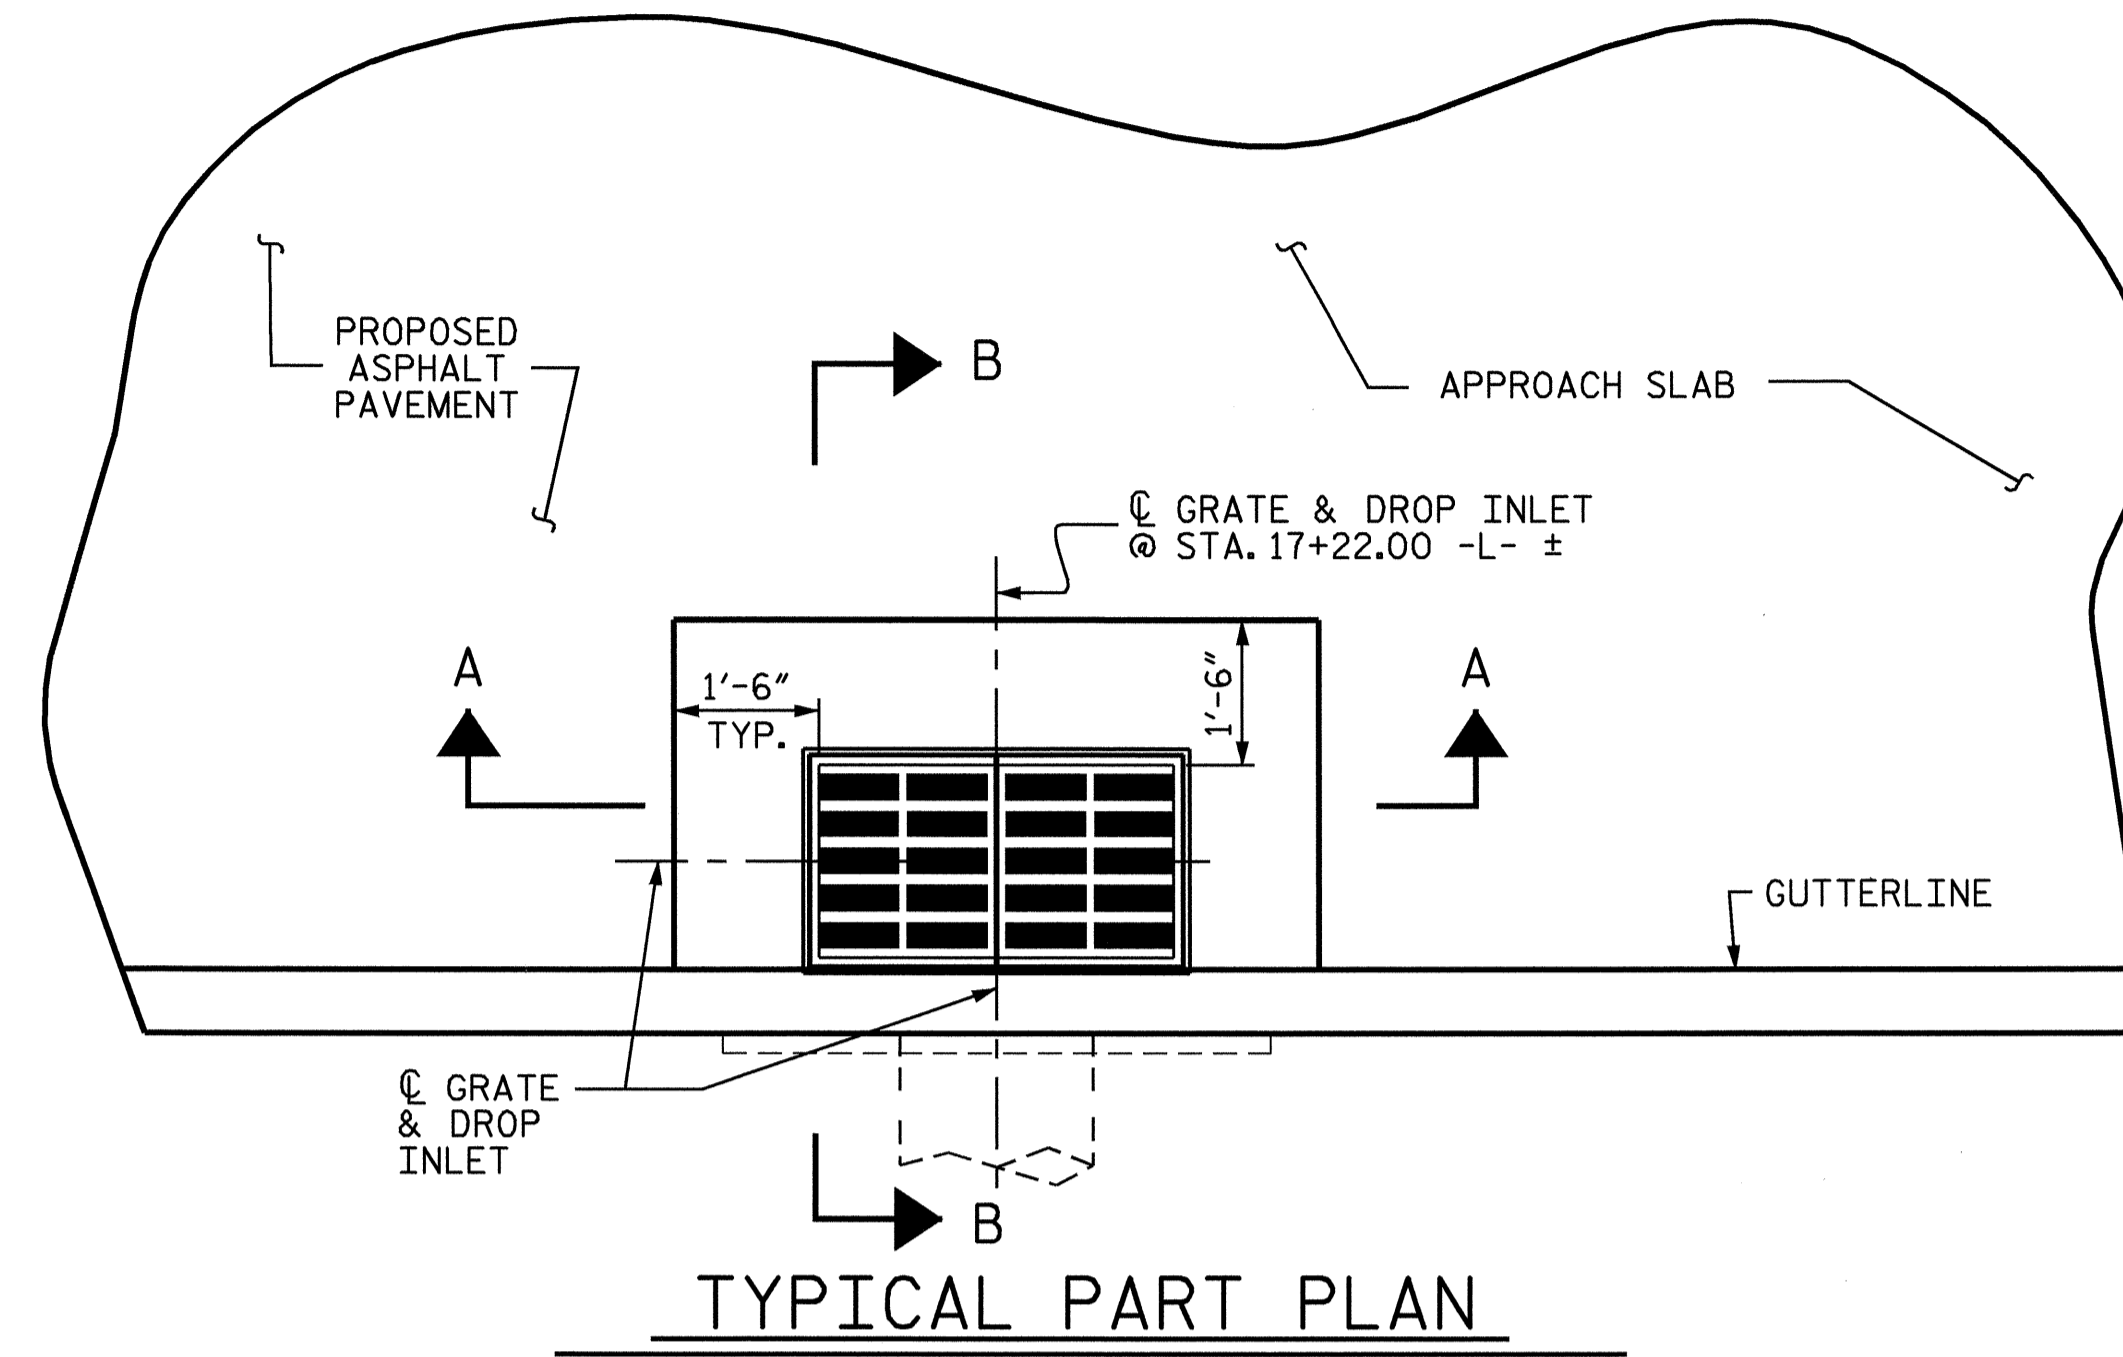 PROPOSED
ASPHALT
PAVEMENT
B
APPROACH SLAB
℄ GRATE & DROP INLET
@ STA. 17+22.00 -L- ±
A
A
1'-6"
TYP.
1'-6"
GUTTERLINE
℄ GRATE
& DROP
INLET
B
TYPICAL PART PLAN